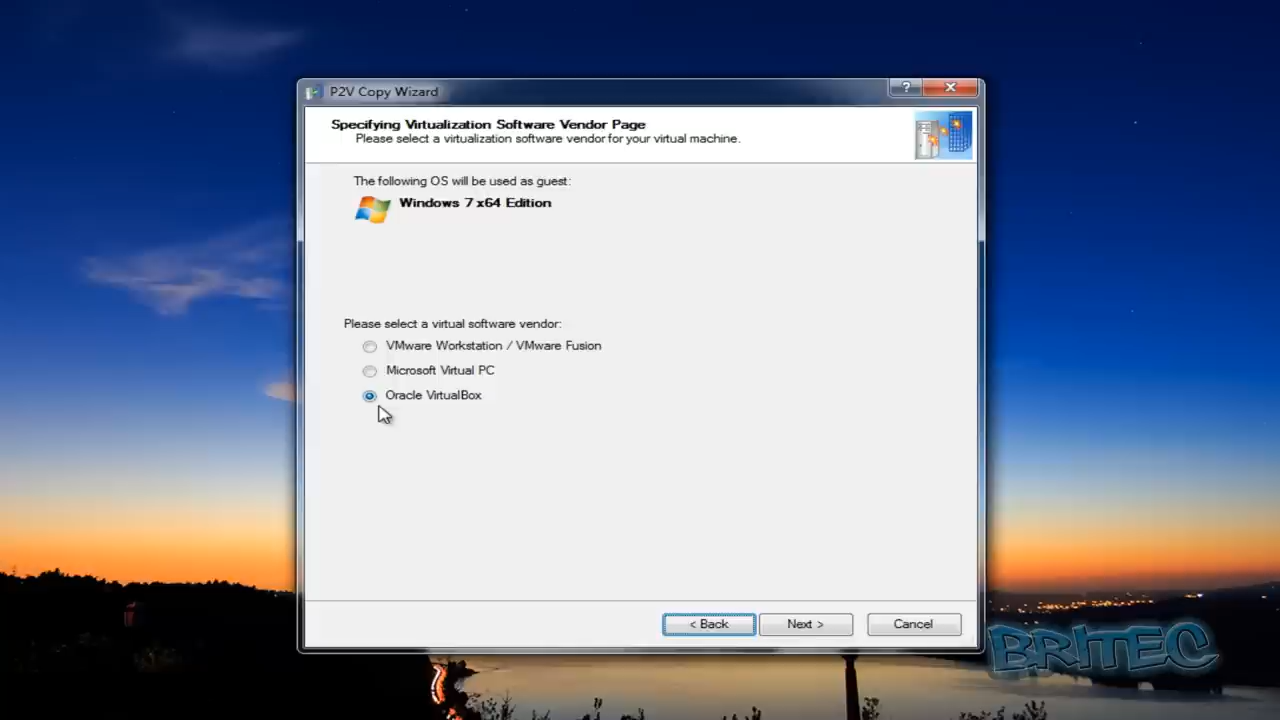 P2V Copy Wizard
?
Specifying Virtualization Software Vendor Page
Please select a virtualization software vendor for your virtual machine.
The following OS will be used as guest:
Windows 7 x64 Edition
Please select a virtual software vendor:
VMware Workstation / VMware Fusion
Microsoft Virtual PC
Oracle VirtualBox
< Back
Next >
Cancel
BRITEC